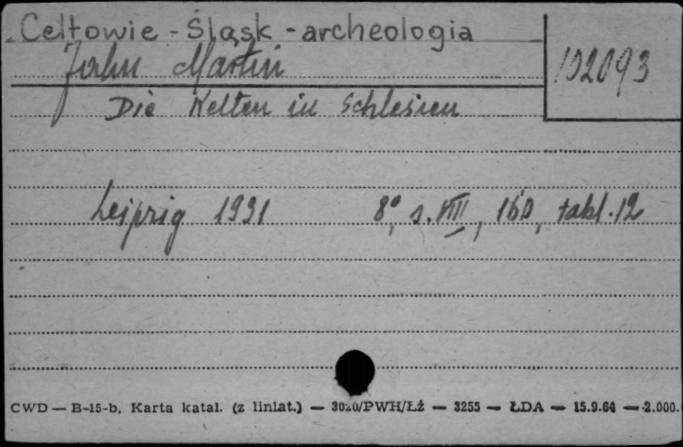 Celtowie - Śląsk - archeologia
Jahn Martin
102093
Die Kelten in Schlesien
Leipzig 1931 8°, s. VIII, 160, tabl. 12
CWD — B-15-b, Karta katal. (z liniat.) — 3020/PWH/Łź — 3255 — ŁDA — 15.9.64 — 2.000.